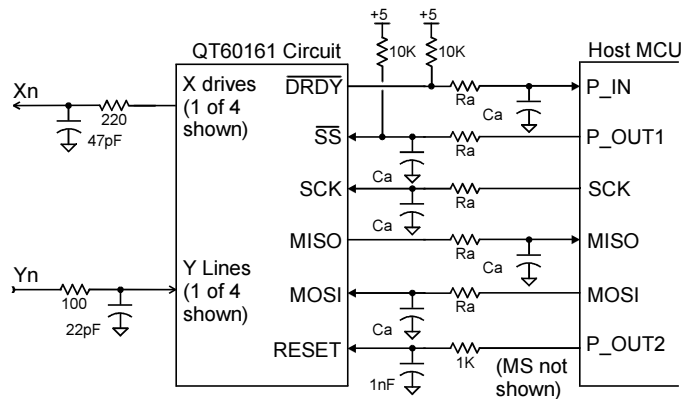 +5 +5
QT60161 Circuit 10K 10K Host MCU
Xn X drives DRDY P_IN
(1 of 4 Ra
220 shown) Ca
47pF SS P_OUT1
Ra
Ca
SCK SCK
Ra
Ca
MISO MISO
Yn Y Lines Ra Ca
(1 of 4
100 shown) MOSI MOSI
22pF Ca Ra
RESET P_OUT2
1K (MS not
1nF shown)